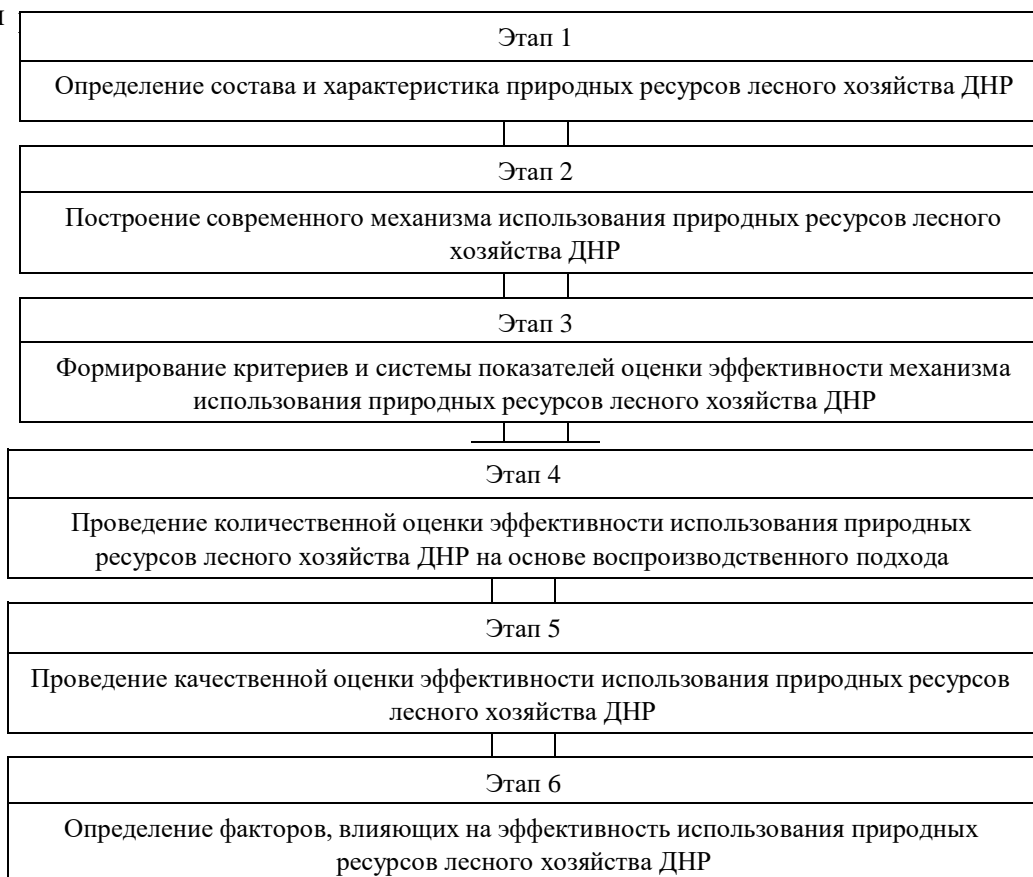 Этап 1
Определение состава и характеристика природных ресурсов лесного хозяйства ДНР
Этап 2
Построение современного механизма использования природных ресурсов лесного
хозяйства ДНР
Этап 3
Формирование критериев и системы показателей оценки эффективности механизма
использования природных ресурсов лесного хозяйства ДНР
Этап 4
Проведение количественной оценки эффективности использования природных
ресурсов лесного хозяйства ДНР на основе воспроизводственного подхода
Этап 5
Проведение качественной оценки эффективности использования природных ресурсов
лесного хозяйства ДНР
Этап 6
Определение факторов, влияющих на эффективность использования природных
ресурсов лесного хозяйства ДНР